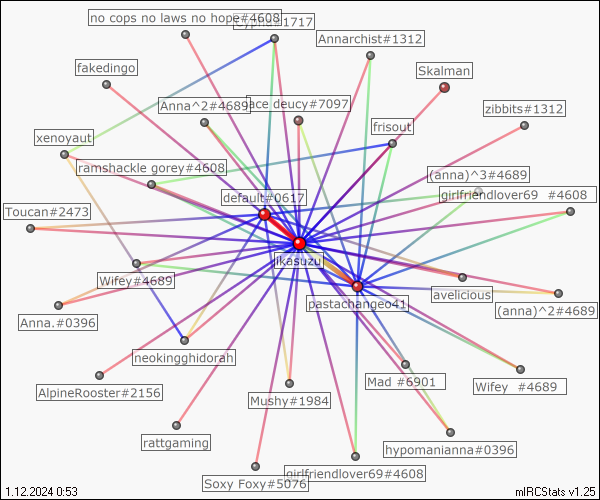 no cops no laws no hope#4608
#1717
Annarchist#1312
fakedingo
Skalman
Anna^2#4689
ace deucy#7097
zibbits#1312
frisout
xenoyaut
ramshackle gorey#4608
(anna)^3#4689
girlfriendlover69 #4608
default#0617
Toucan#2473
ikasuzu
Wifey#4689
avelicious
pastachangeo41
(anna)^2#4689
Anna.#0396
neokingghidorah
Mad #6901
Wifey #4689
AlpineRooster#2156
Mushy#1984
rattgaming
hypomanianna#0396
girlfriendlover69#4608
Soxy Foxy#5076
1.12.2024 0:53
mIRCStats v1.25